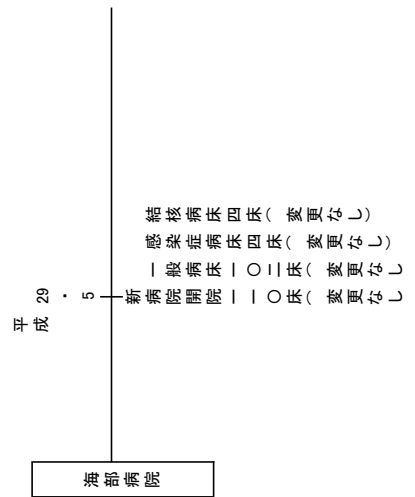 平成
29
・
5
結核病床四床(変更なし)
感染症病床四床(変更なし)
一般病床一〇二床(変更なし
新病院開院一一〇床(変更なし
海部病院